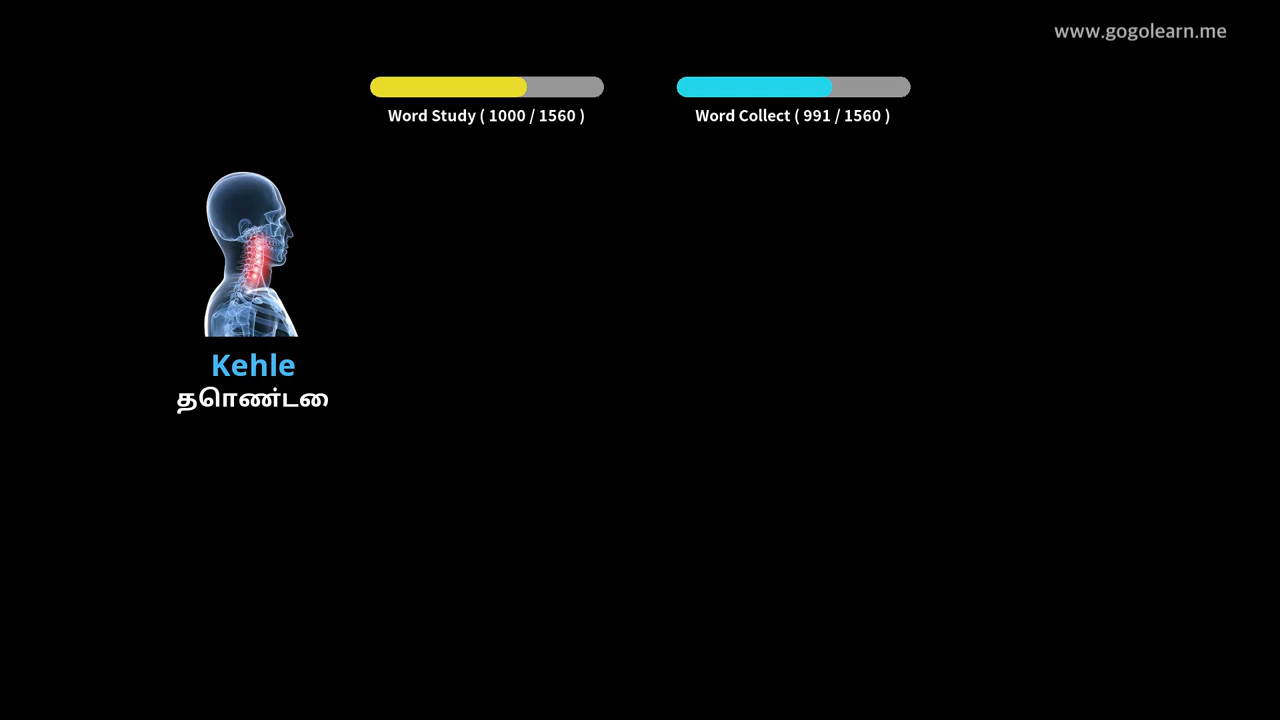 www.gogolearn.me
Word Study ( 1000 / 1560 )
Word Collect ( 991 / 1560 )
Kehle
தொண்டை